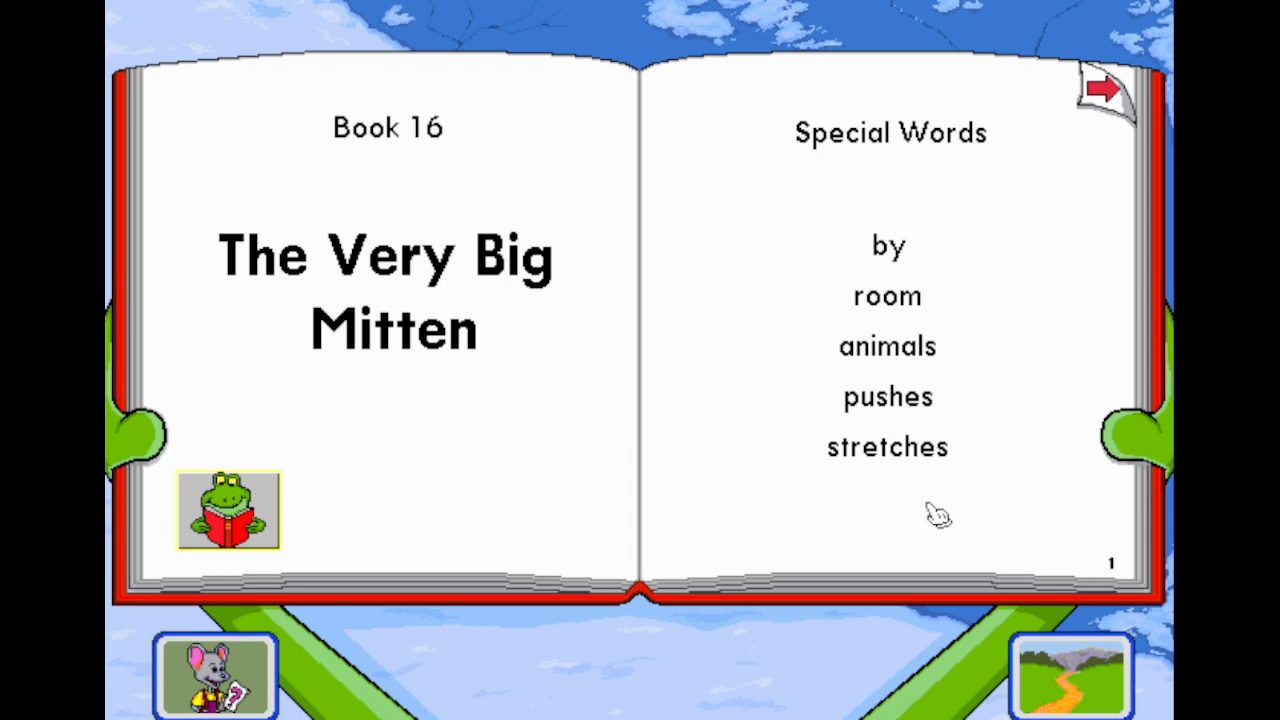 Book 16
The Very Big
Mitten
Special Words
by
room
animals
pushes
stretches
1
?